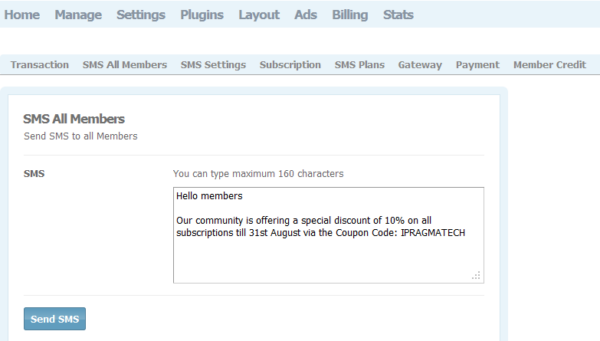 Home Manage Settings Plugins Layout Ads Billing Stats
Transaction SMS All Members SMS Settings Subscription SMS Plans Gateway Payment Member Credit
SMS All Members
Send SMS to all Members
SMS You can type maximum 160 characters
Hello members
Our community is offering a special discount of 10% on all
subscriptions till 31st August via the Coupon Code: IPRAGMATECH
Send SMS